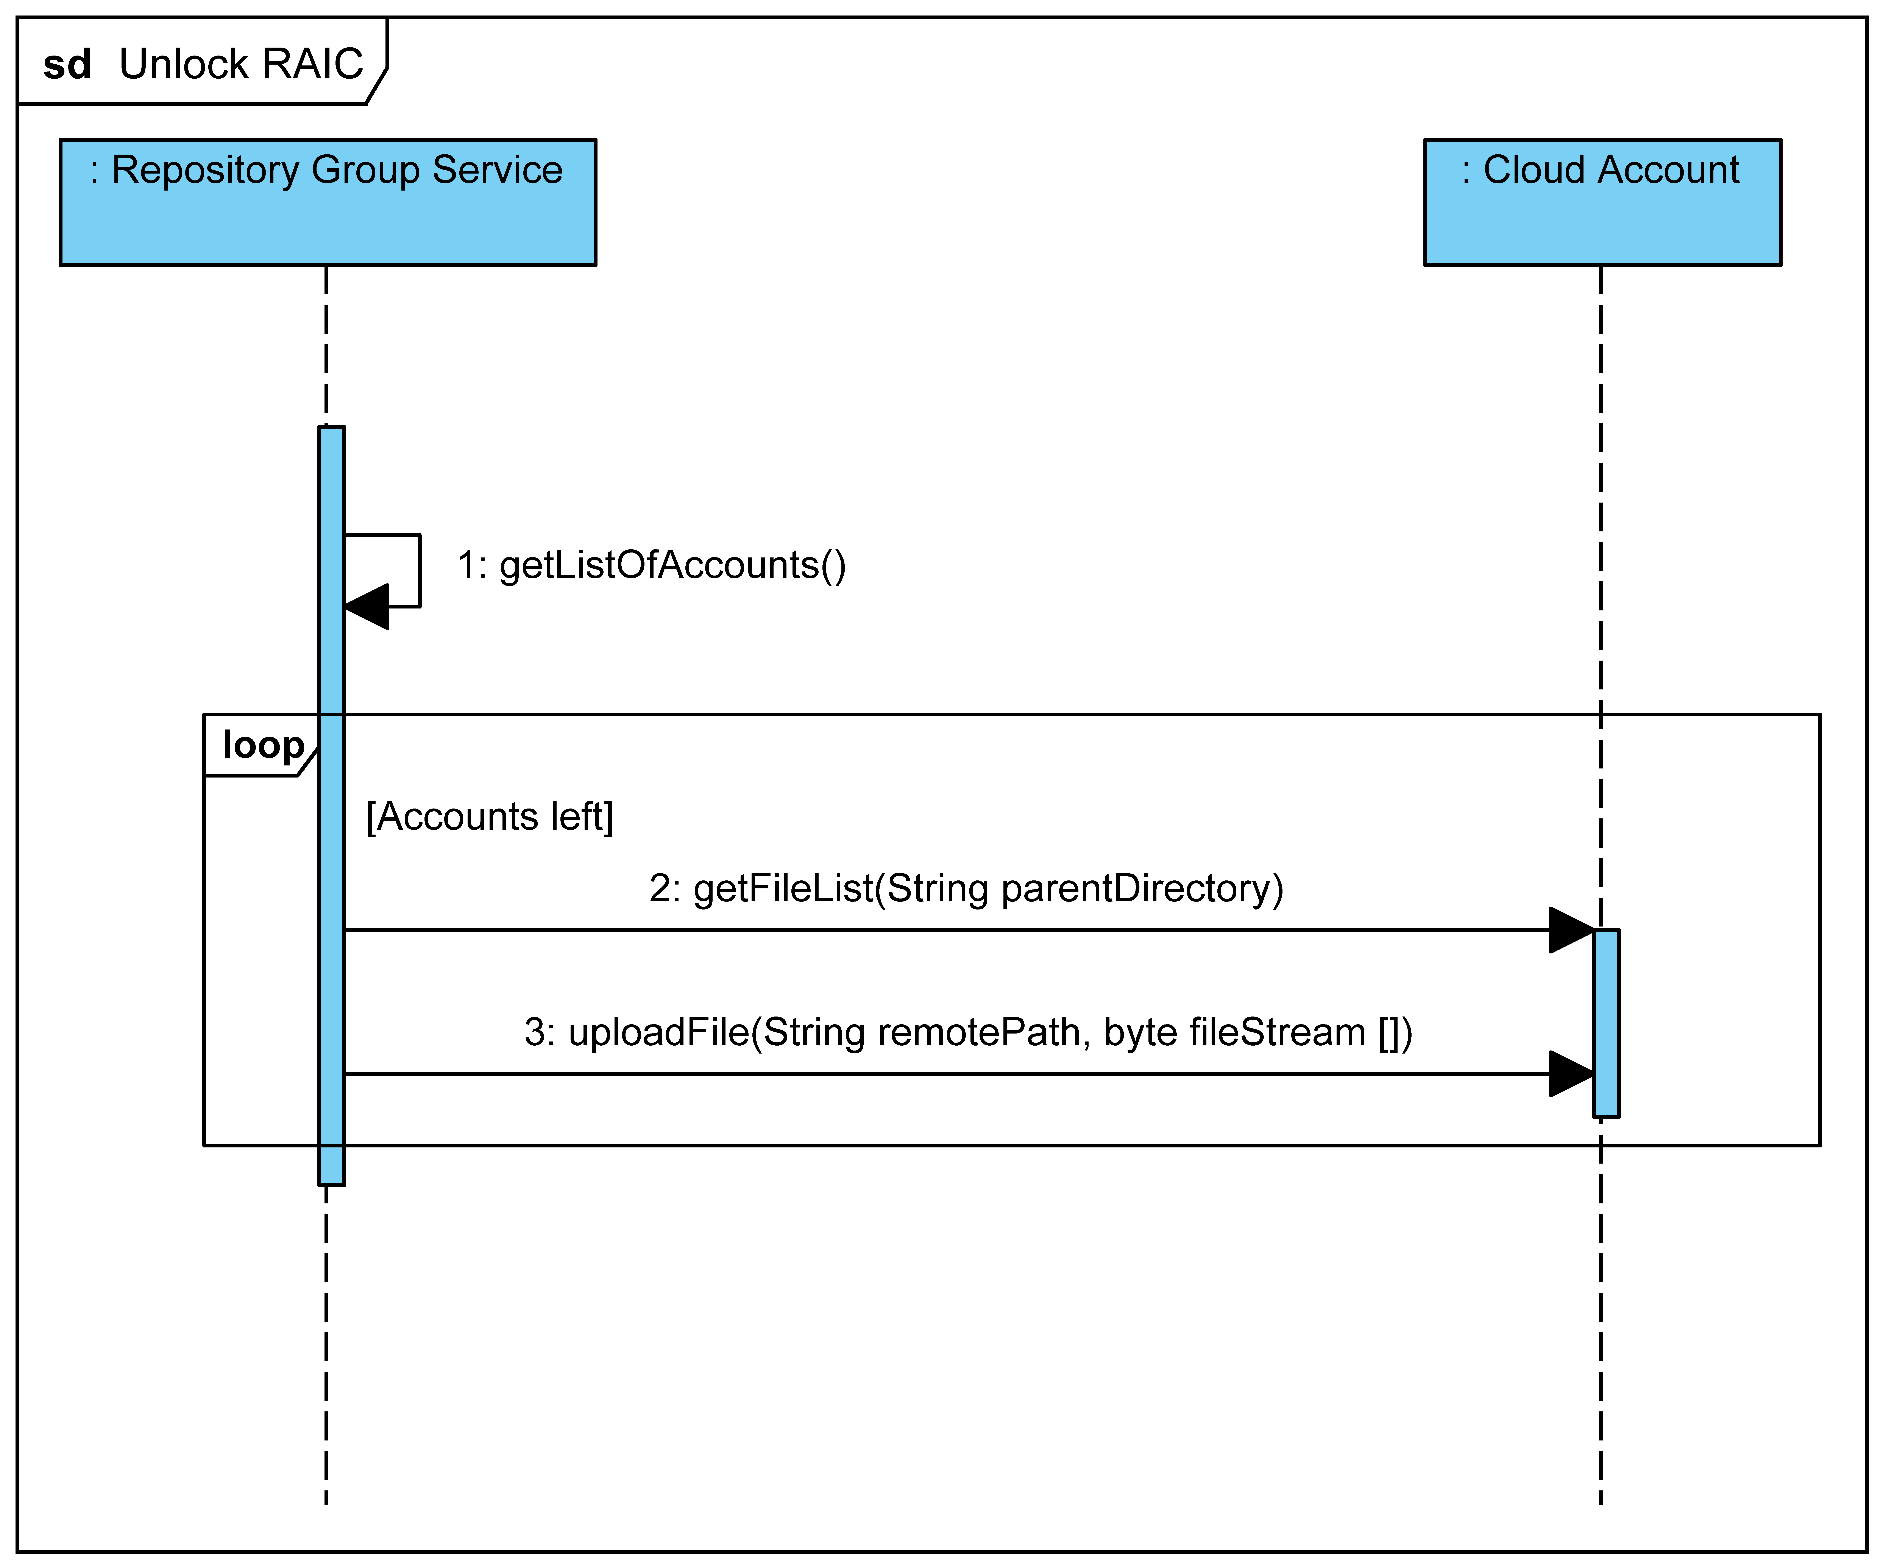 sd Unlock RAIC
: Repository Group Service
: Cloud Account
1: getListOfAccounts()
loop
[Accounts left]
2: getFileList(String parentDirectory)
3: uploadFile(String remotePath, byte fileStream [])